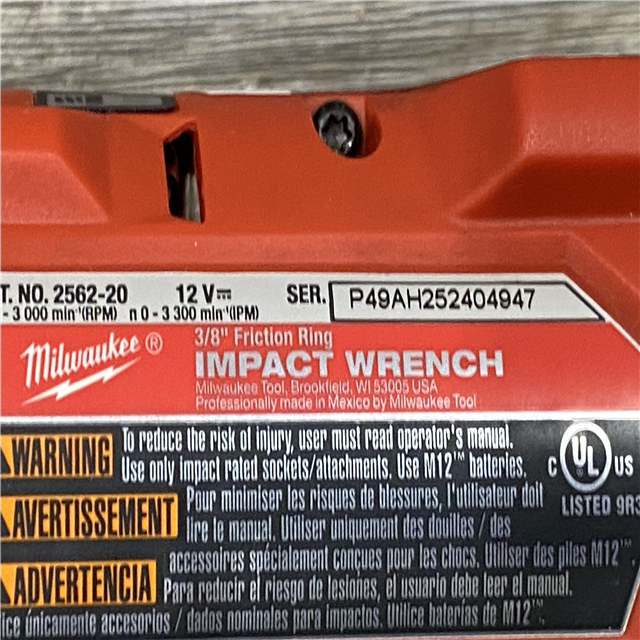 T. NO. 2562-20 12 V⎓ SER. P49AH252404947
- 3 000 min⁻¹(RPM) n 0 - 3 300 min⁻¹(IPM)
Milwaukee® 3/8" Friction Ring
IMPACT WRENCH
Milwaukee Tool, Brookfield, WI 53005 USA
Professionally made in Mexico by Milwaukee Tool
WARNING To reduce the risk of injury, user must read operator's manual.
Use only impact rated sockets/attachments. Use M12™ batteries.
C UL US
LISTED 9R3
AVERTISSEMENT Pour minimiser les risques de blessures, l'utilisateur doit
lire le manual. Utiliser uniquement des douilles / des
accessoires spécialement conçues pour les chocs. Utiliser des piles M12™
ADVERTENCIA Para reducir el riesgo de lesiones, el usuario debe leer el manual.
ice únicamente accesorios / dados nominales para impactos. Utilice baterías de M12™.